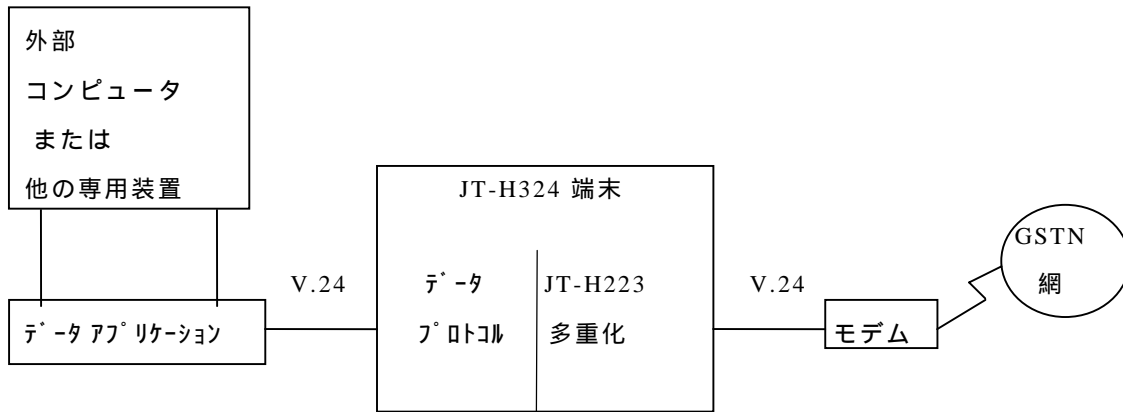 外部
コンピュータ
または
他の専用装置
データ アプリケーション
V.24
JT-H324 端末
データ
プロトコル
JT-H223
多重化
V.24
モデム
GSTN
網